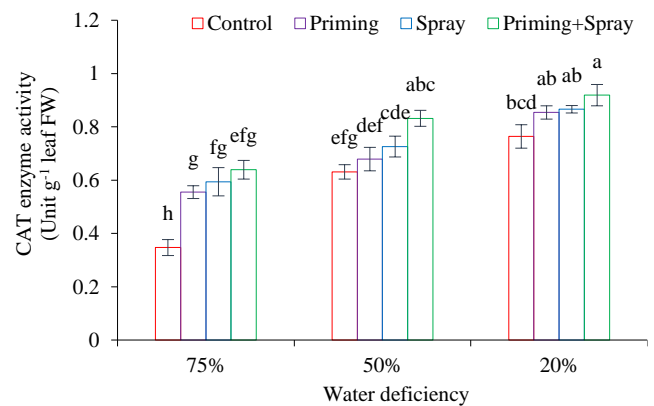 Control Priming Spray Priming+Spray
CAT enzyme activity
(Unit g-1 leaf FW)
1.2
1
0.8
0.6
0.4
0.2
0
h
g
fg
efg
efg
def
cde
abc
bcd
ab
ab
a
75% 50% 20%
Water deficiency